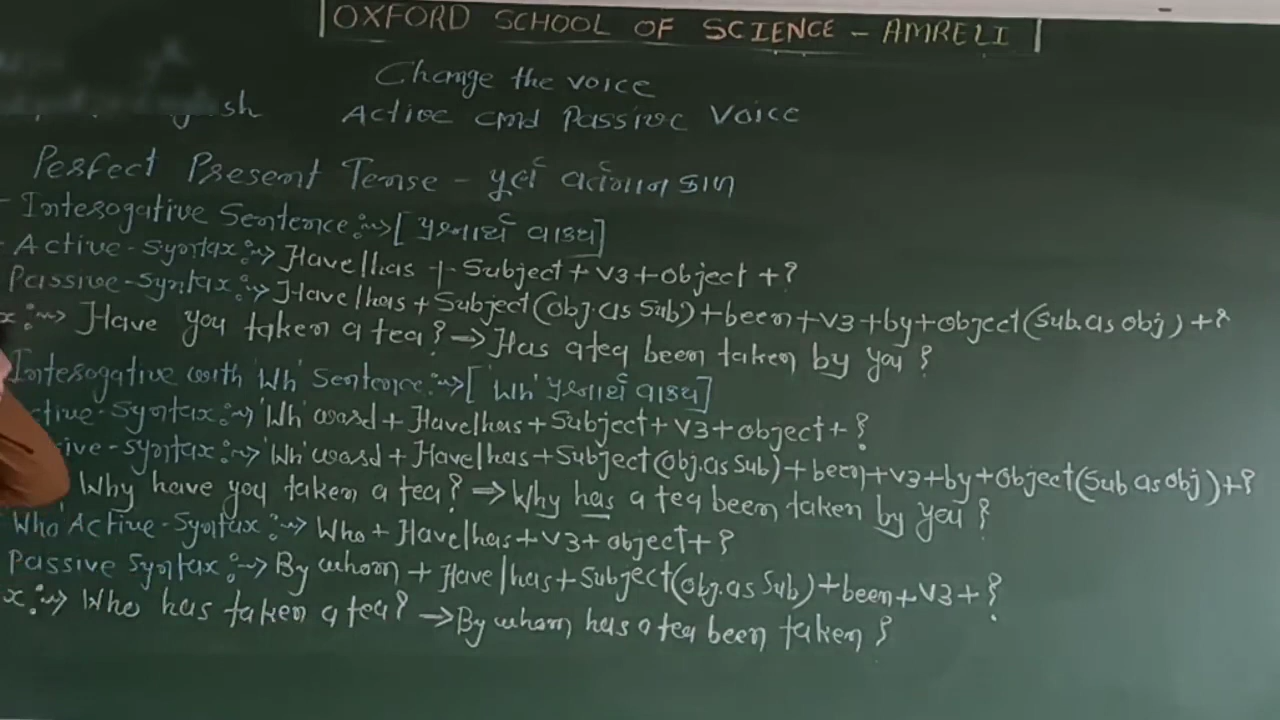 OXFORD SCHOOL OF SCIENCE - AMRELI
Change the voice
sh Active and Passive Voice
Perfect Present Tense - પૂર્ણ વર્તમાન કાળ
Interogative Sentence :~> [પ્રશ્નાર્થ વાક્ય]
Active-Syntax :~> Have/has + Subject + V3 + object + ?
Passive-Syntax :~> Have/has + Subject (obj. as Sub) + been + V3 + by + object (Sub. as obj) + ?
x :~> Have you taken a tea? → Has a tea been taken by you ?
Interogative with 'Wh' Sentence :~> ['Wh' પ્રશ્નાર્થ વાક્ય]
ctive-Syntax :~> 'Wh' word + Have/has + Subject + V3 + object + ?
ive-Syntax :~> 'Wh' word + Have/has + Subject (obj. as Sub) + been + V3 + by + Object (Sub as obj) + ?
Why have you taken a tea? → Why has a tea been taken by you ?
'Who' Active-Syntax :~> Who + Have/has + V3 + object + ?
Passive Syntax :~> By whom + Have/has + Subject (obj. as Sub) + been + V3 + ?
x :~> Who has taken a tea? → By whom has a tea been taken ?